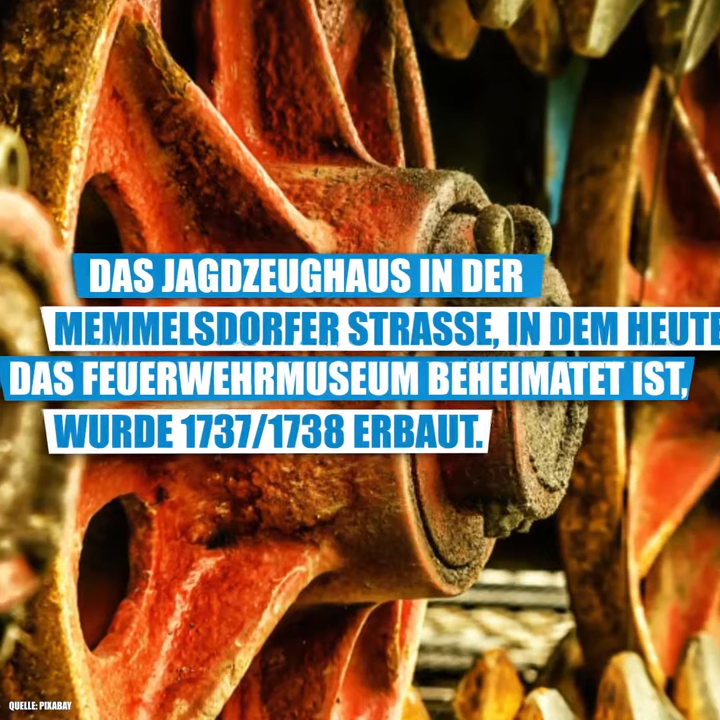 DAS JAGDZEUGHAUS IN DER
MEMMELSDORFER STRASSE, IN DEM HEUTE
DAS FEUERWEHRMUSEUM BEHEIMATET IST,
WURDE 1737/1738 ERBAUT.
QUELLE: PIXABAY